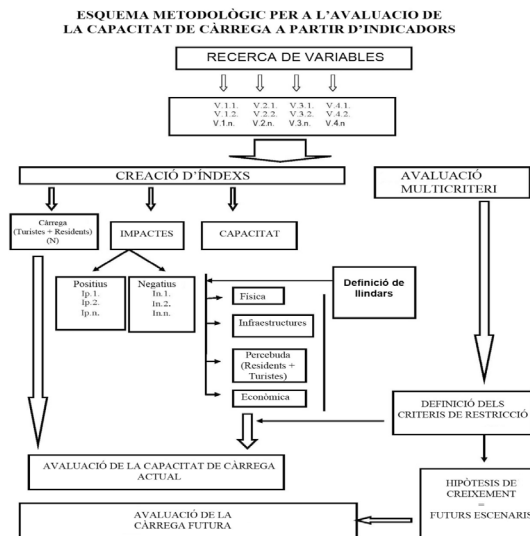 ESQUEMA METODOLÒGIC PER A L'AVALUACIO DE
LA CAPACITAT DE CÀRREGA A PARTIR D'INDICADORS
RECERCA DE VARIABLES
V.1.1. V.2.1. V.3.1. V.4.1.
V.1.2. V.2.2. V.3.2. V.4.2.
V.1.n. V.2.n. V.3.n. V.4.n
CREACIÓ D'ÍNDEXS
AVALUACIÓ
MULTICRITERI
Càrrega
(Turistes + Residents)
(N)
IMPACTES
CAPACITAT
Positius
Ip.1.
Ip.2.
Ip.n.
Negatius
In.1.
In.2.
In.n.
Definició de
llindars
Física
Infraestructures
Percebuda
(Residents +
Turistes)
Econòmica
DEFINICIÓ DELS
CRITERIS DE RESTRICCIÓ
AVALUACIÓ DE LA CAPACITAT DE CÀRREGA
ACTUAL
HIPÒTESIS DE
CREIXEMENT
=
FUTURS ESCENARIS
AVALUACIÓ DE LA
CÀRREGA FUTURA